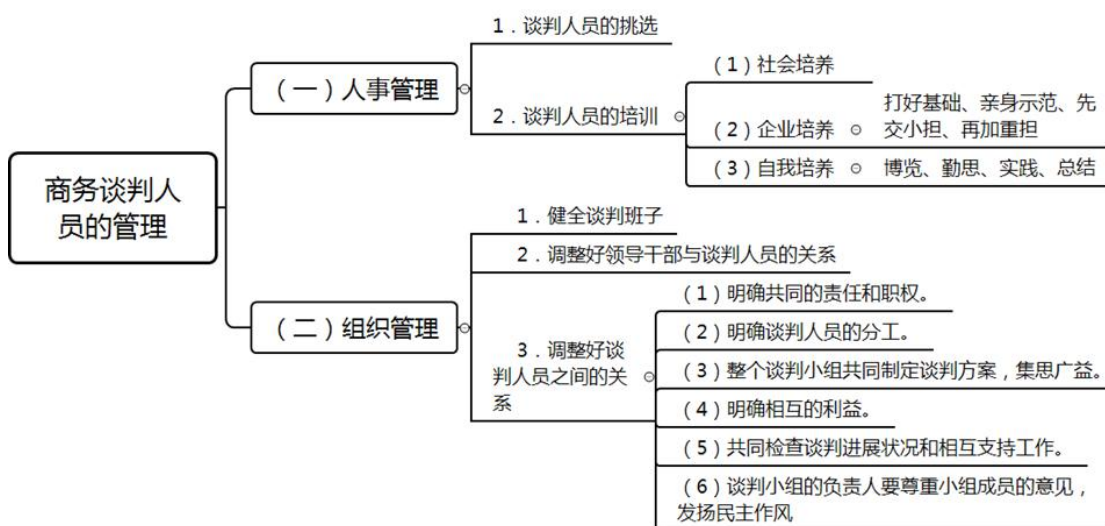 商务谈判人
员的管理
（一）人事管理
1．谈判人员的挑选
2．谈判人员的培训
（1）社会培养
（2）企业培养
打好基础、亲身示范、先
交小担、再加重担
（3）自我培养
博览、勤思、实践、总结
（二）组织管理
1．健全谈判班子
2．调整好领导干部与谈判人员的关系
3．调整好谈
判人员之间的关
系
（1）明确共同的责任和职权。
（2）明确谈判人员的分工。
（3）整个谈判小组共同制定谈判方案，集思广益。
（4）明确相互的利益。
（5）共同检查谈判进展状况和相互支持工作。
（6）谈判小组的负责人要尊重小组成员的意见，
发扬民主作风